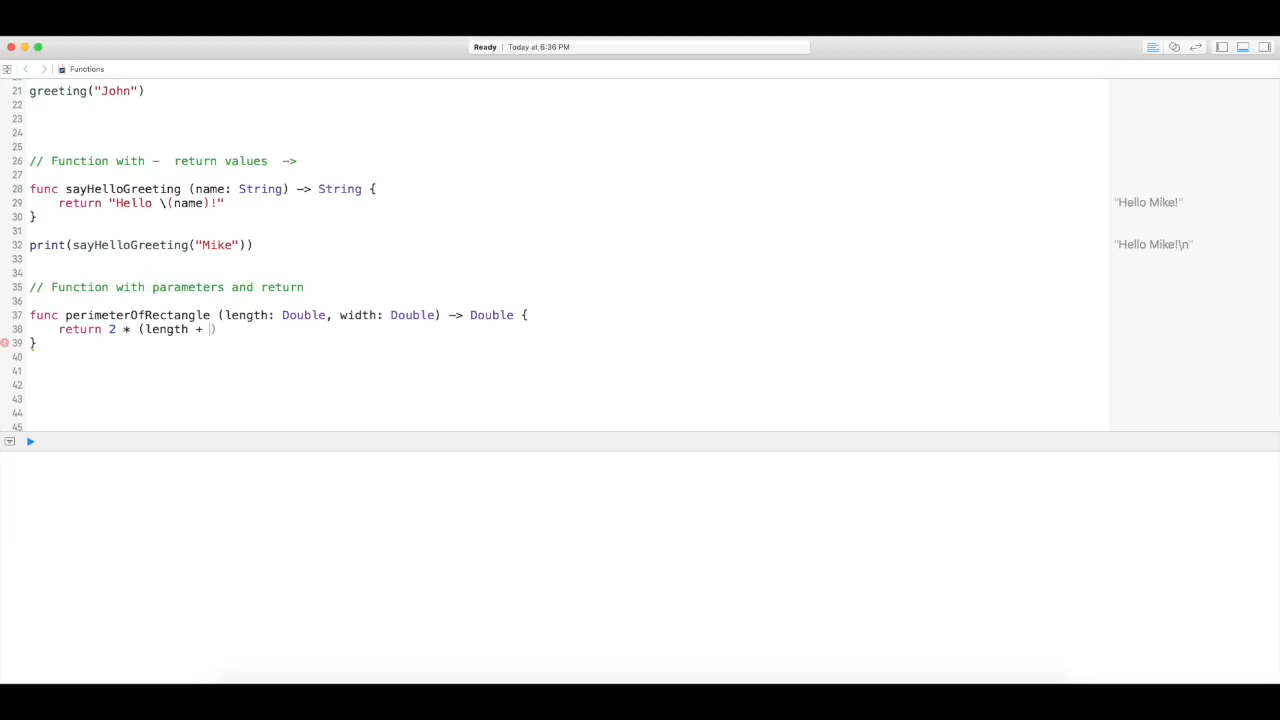 Ready | Today at 6:36 PM
Functions
21 greeting("John")
22
23
24
25
26 // Function with - return values ->
27
28 func sayHelloGreeting (name: String) -> String {
29 return "Hello \(name)!"
"Hello Mike!"
30 }
31
32 print(sayHelloGreeting("Mike"))
"Hello Mike!\n"
33
34
35 // Function with parameters and return
36
37 func perimeterOfRectangle (length: Double, width: Double) -> Double {
38 return 2 * (length + )
39 }
40
41
42
43
44
45